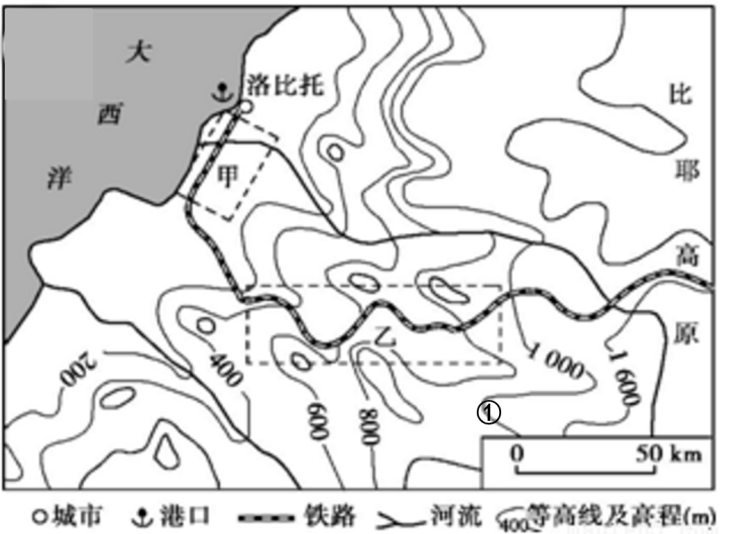 大西洋
洛比托
甲
比耶高原
乙
200
400
600
800
1 000
1 600
①
0 50 km
城市 港口 铁路 河流 400 等高线及高程(m)